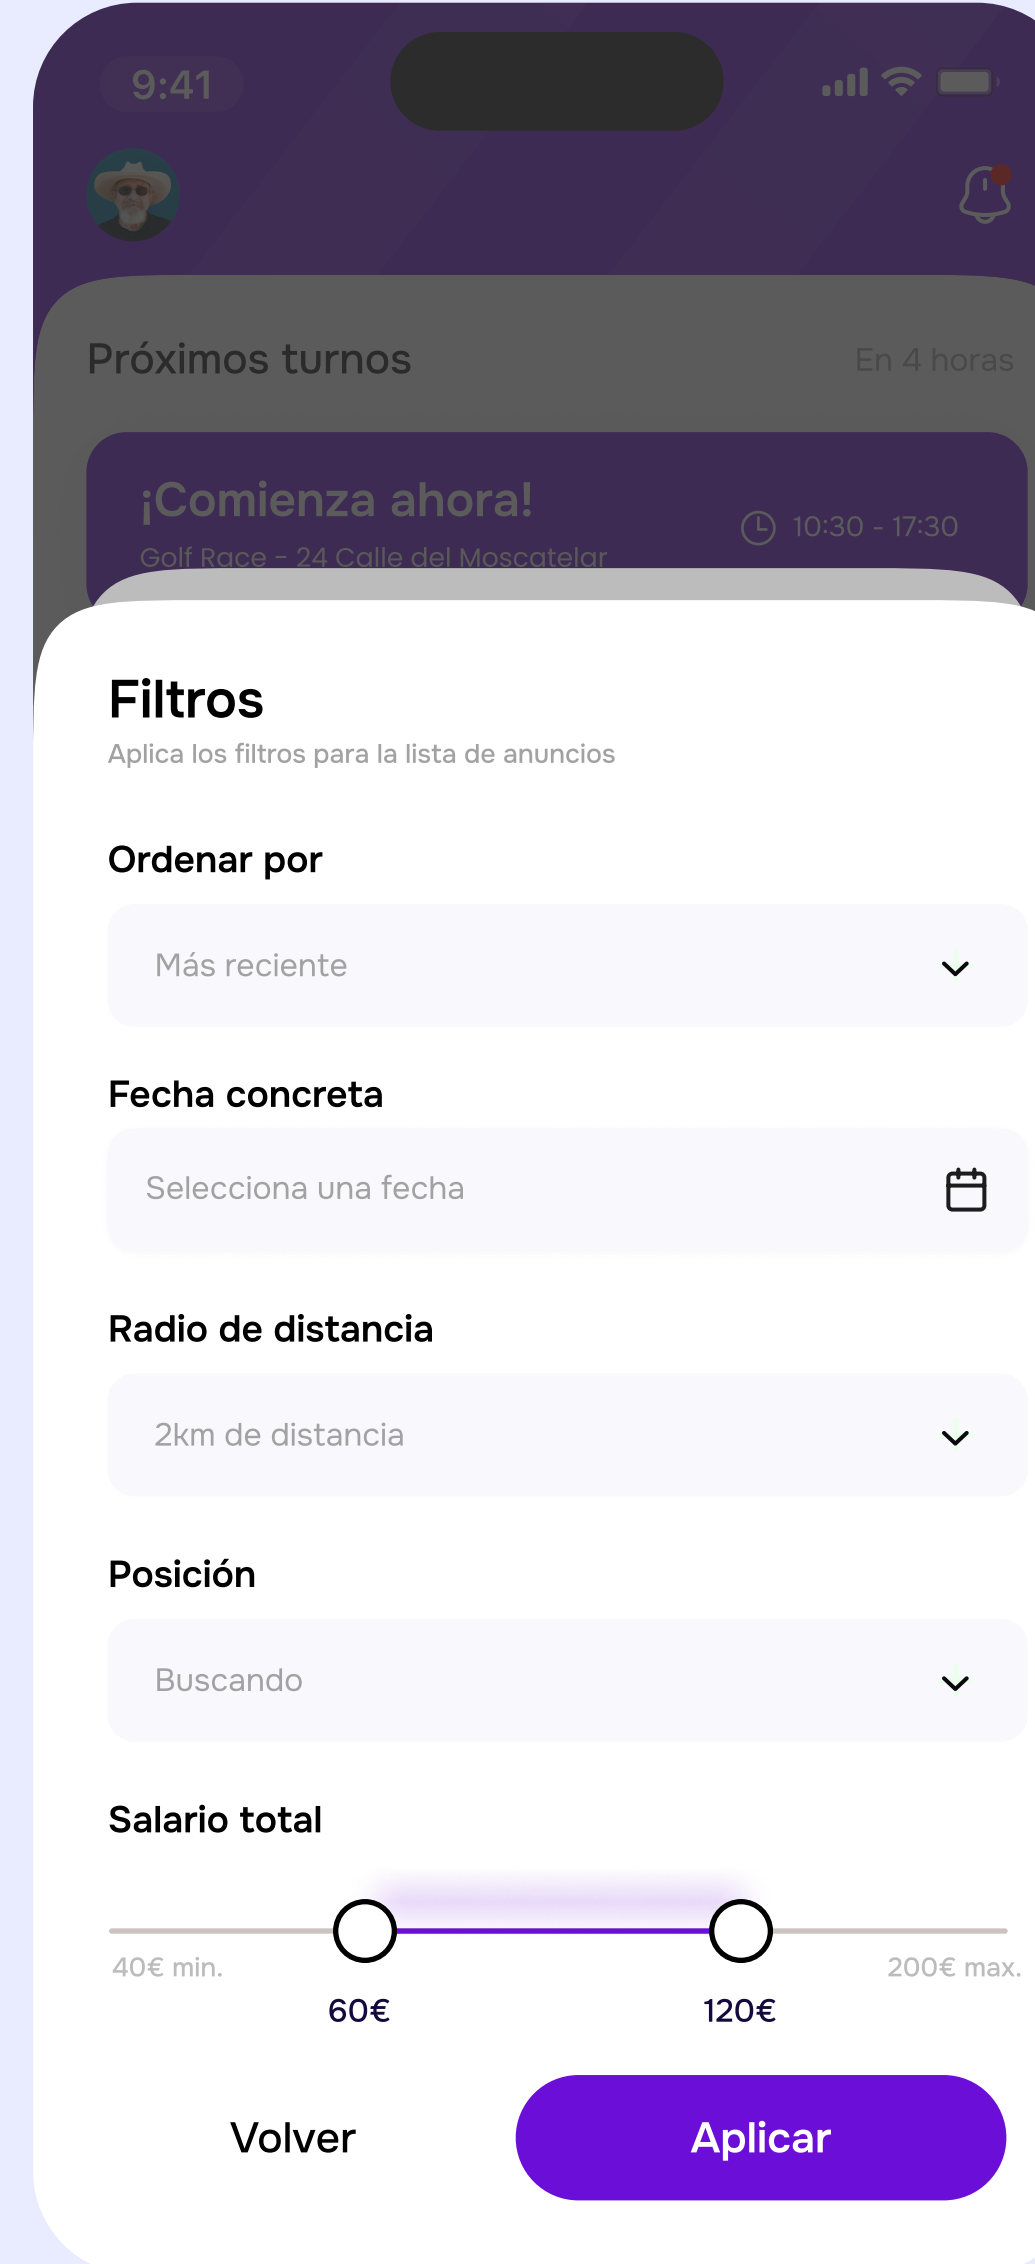 9:41
Próximos turnos
En 4 horas
¡Comienza ahora!
10:30 - 17:30
Golf Race - 24 Calle del Moscatelar
Filtros
Aplica los filtros para la lista de anuncios
Ordenar por
Más reciente
Fecha concreta
Selecciona una fecha
Radio de distancia
2km de distancia
Posición
Buscando
Salario total
40€ min.
200€ max.
60€
120€
Volver
Aplicar